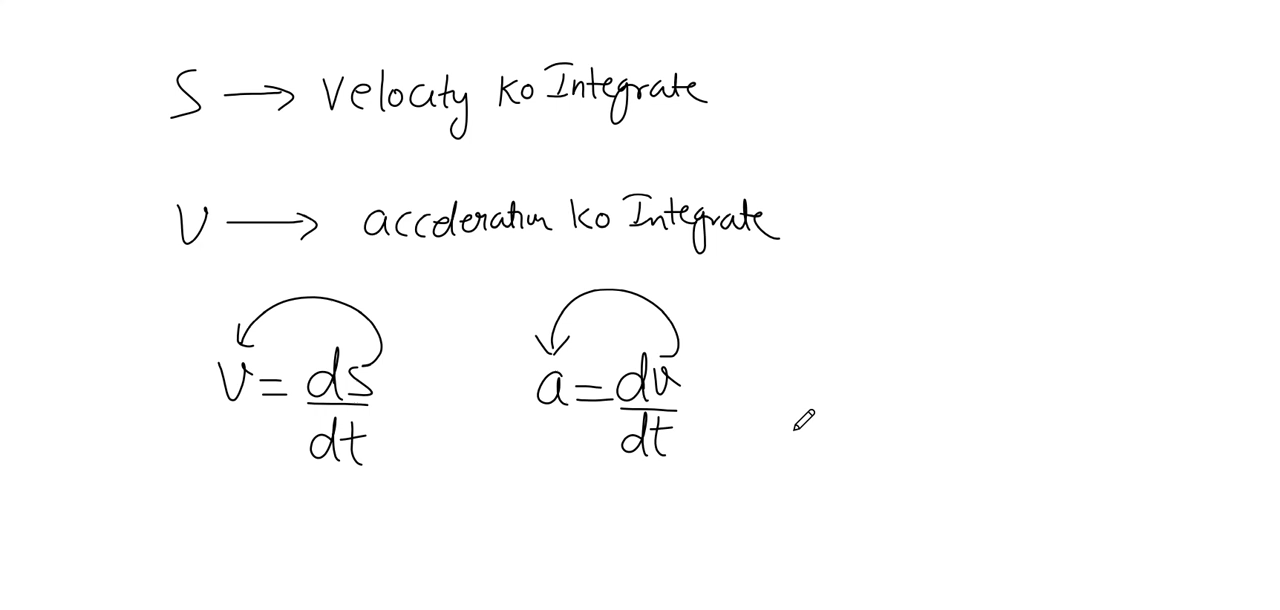 S → Velocity ko Integrate
V → acceleration ko Integrate
v = ds/dt a = dv/dt